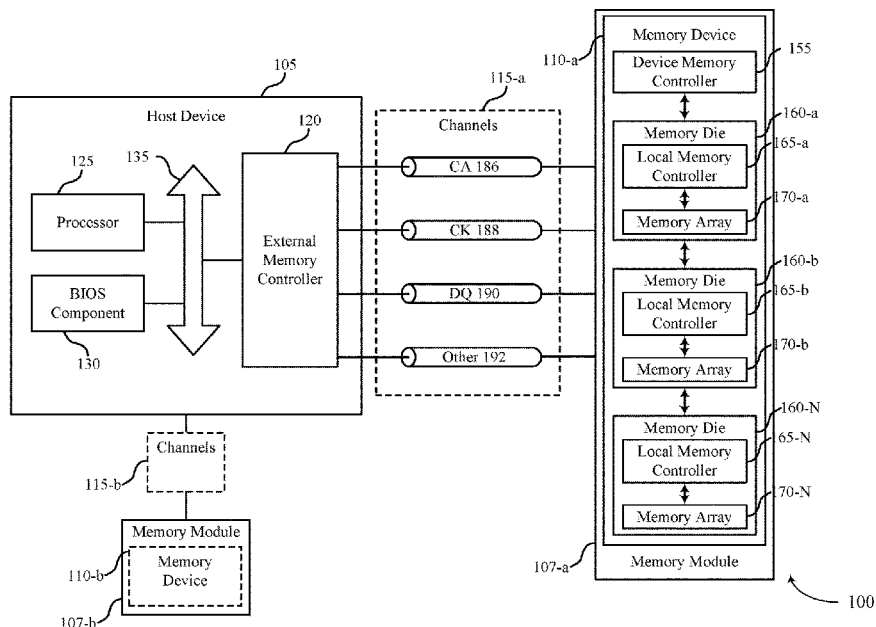 105
Host Device
125
135
120
Processor
External
Memory
Controller
BIOS
Component
130
115-a
Channels
CA 186
CK 188
DQ 190
Other 192
110-a
Memory Device
155
Device Memory
Controller
160-a
Memory Die
165-a
Local Memory
Controller
170-a
Memory Array
160-b
Memory Die
165-b
Local Memory
Controller
170-b
Memory Array
160-N
Memory Die
165-N
Local Memory
Controller
170-N
Memory Array
107-a
Memory Module
Channels
115-b
Memory Module
110-b
Memory
Device
107-b
100